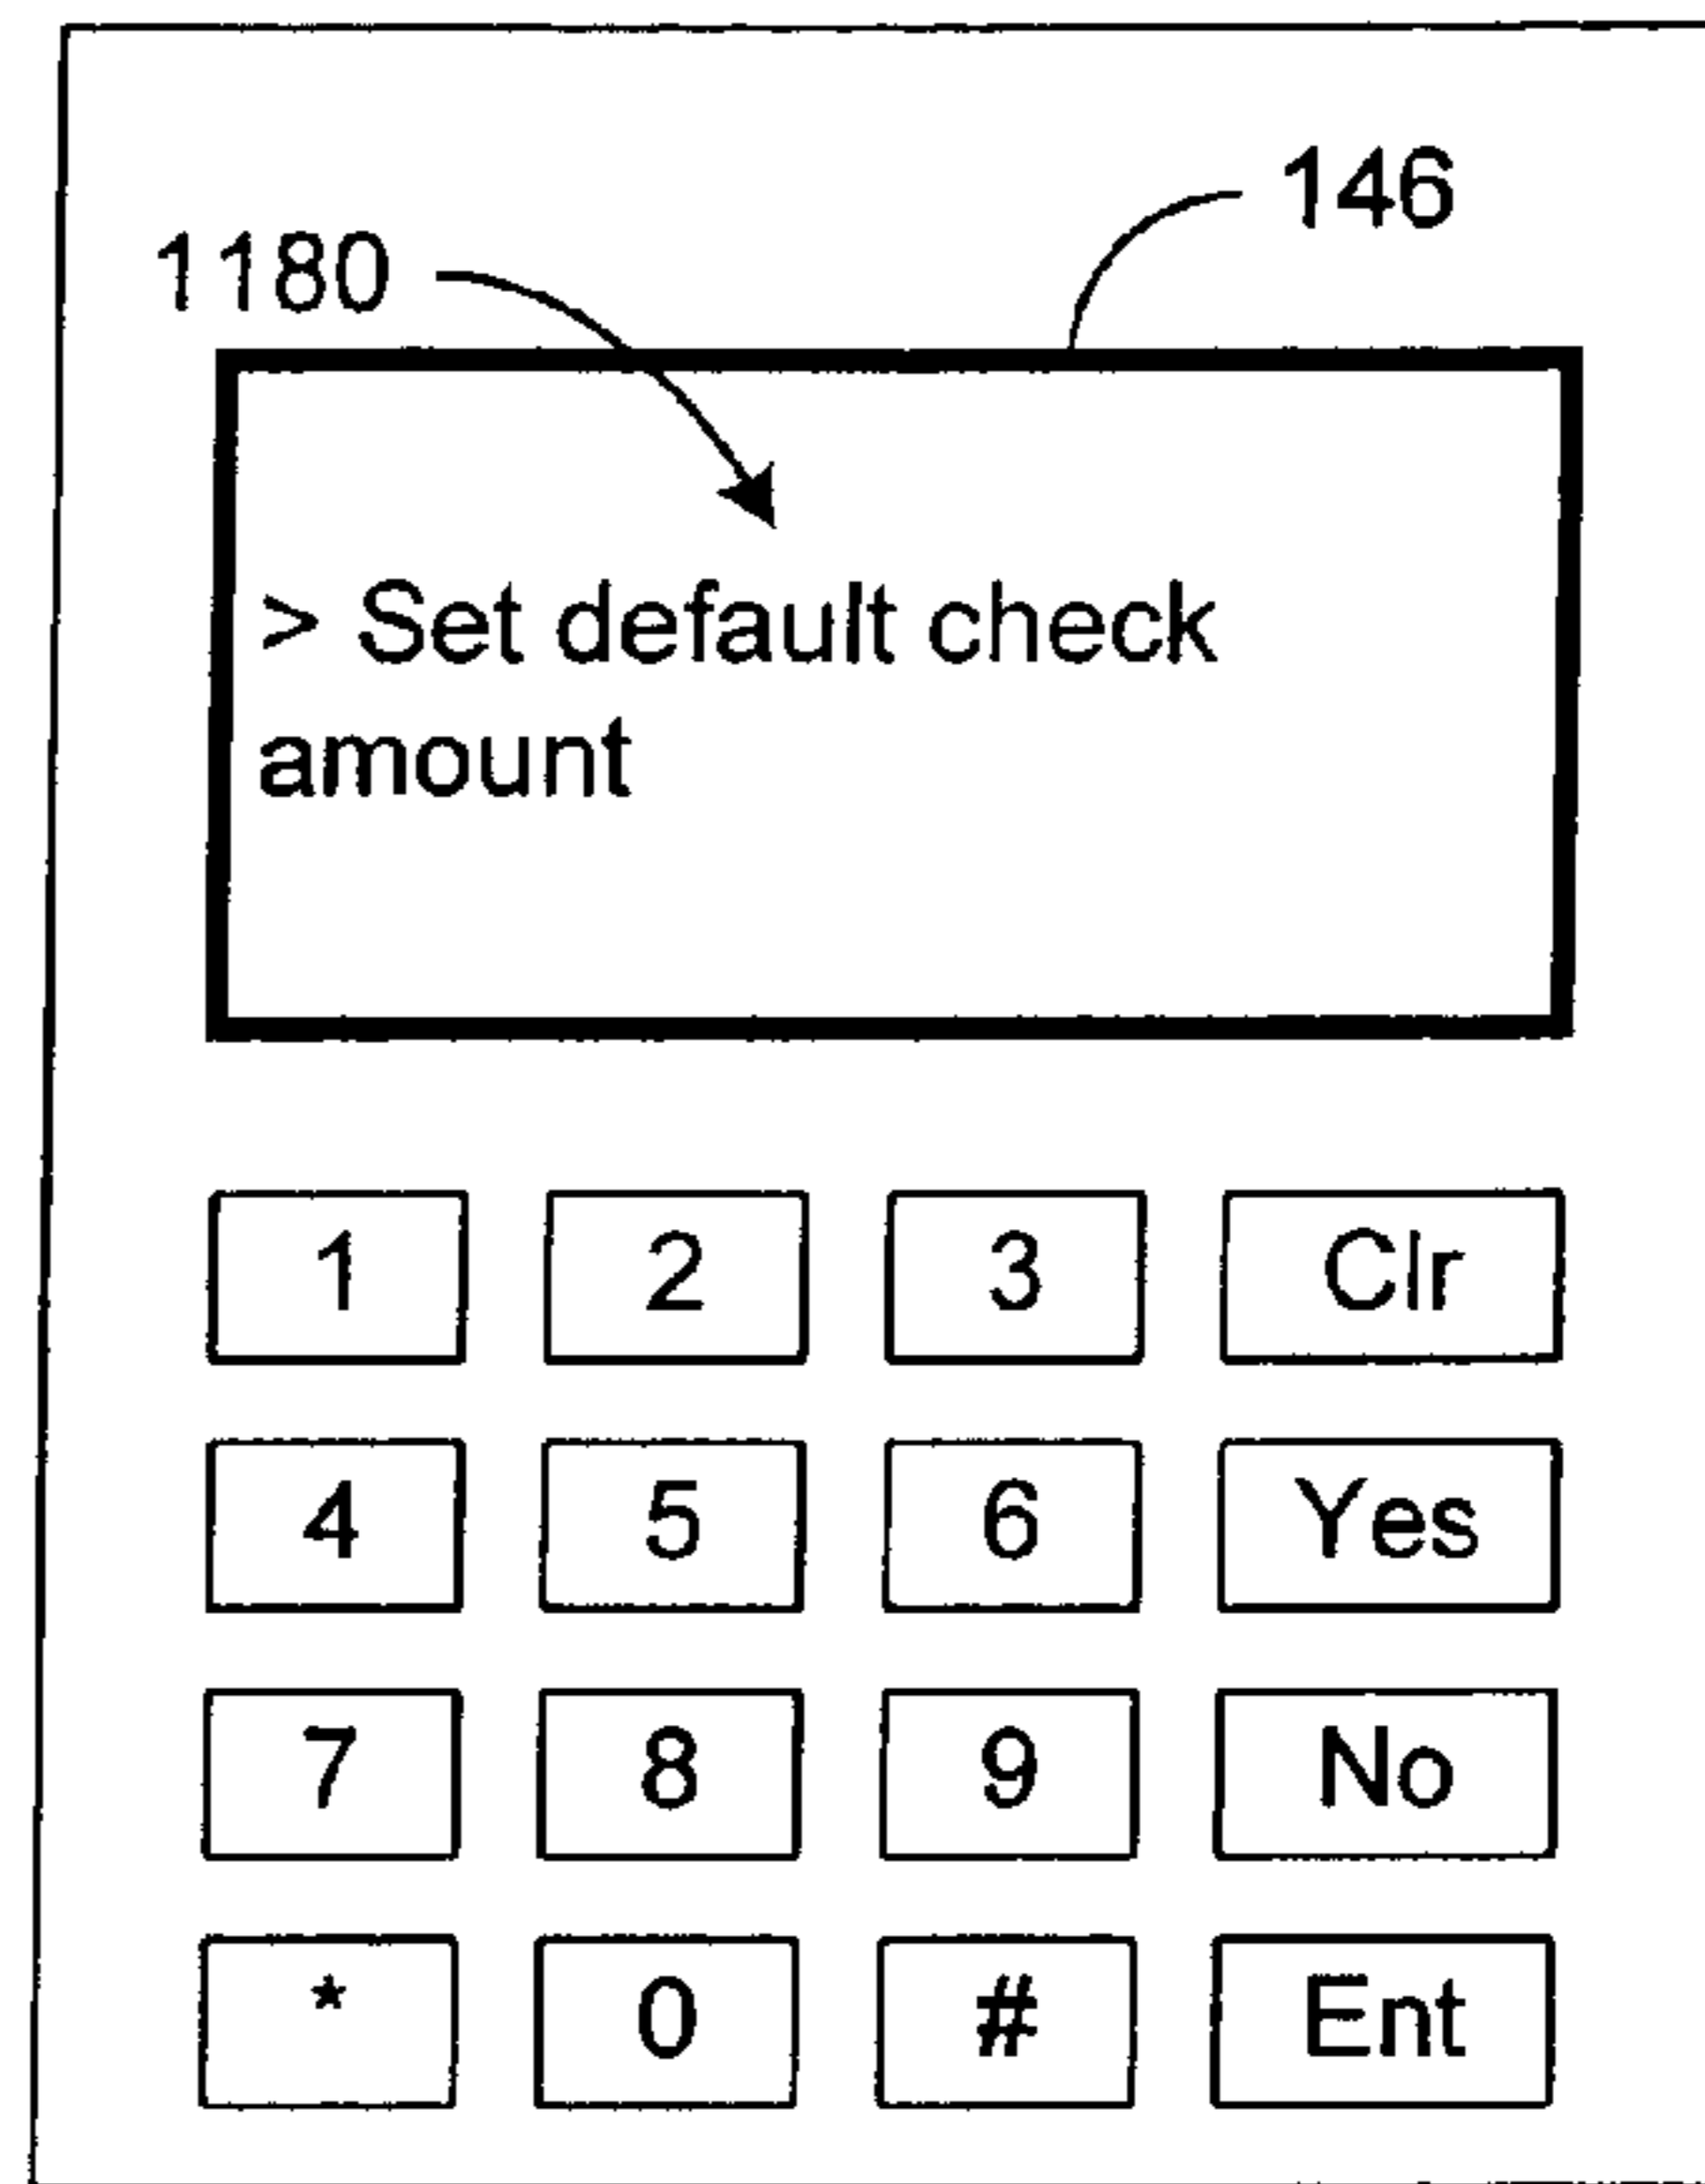 146
1180
> Set default check
amount
1 2 3 Clr
4 5 6 Yes
7 8 9 No
* 0 # Ent